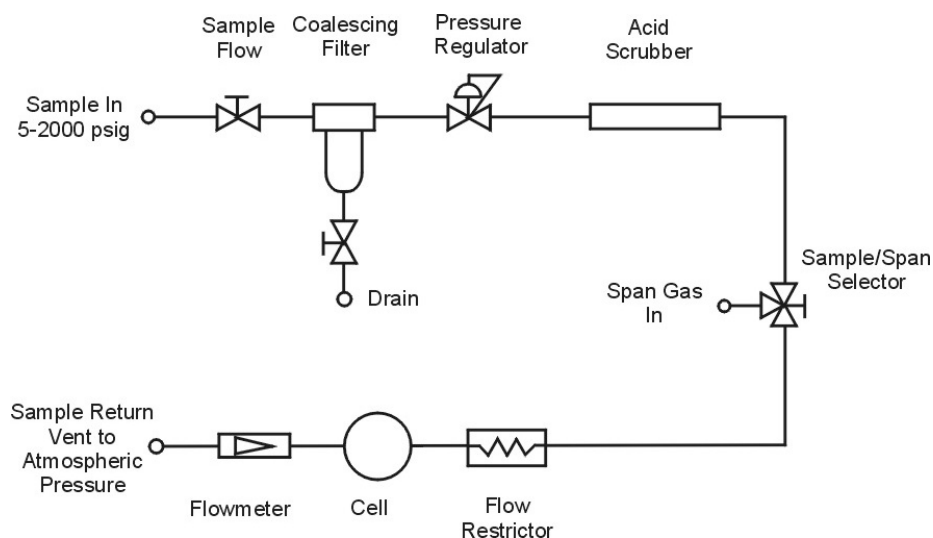 Sample
Flow
Coalescing
Filter
Pressure
Regulator
Acid
Scrubber
Sample In
5-2000 psig
Drain
Span Gas
In
Sample/Span
Selector
Sample Return
Vent to
Atmospheric
Pressure
Flowmeter
Cell
Flow
Restrictor